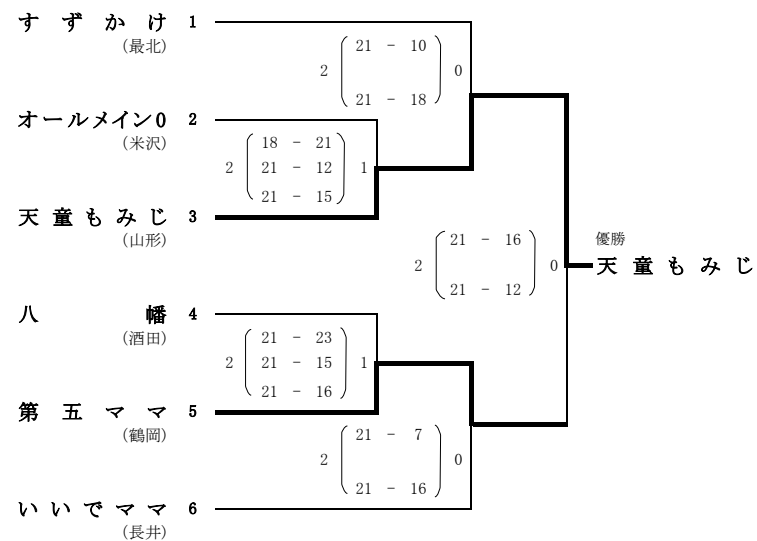 すずかけ 1
(最北)
21 － 10
2 0
21 － 18
オールメイン0 2
(米沢)
18 － 21
2 21 － 12 1
21 － 15
天童もみじ 3
(山形)
21 － 16
2 0
21 － 12
優勝
天童もみじ
八幡 4
(酒田)
21 － 23
2 21 － 15 1
21 － 16
第五ママ 5
(鶴岡)
21 － 7
2 0
21 － 16
いいでママ 6
(長井)